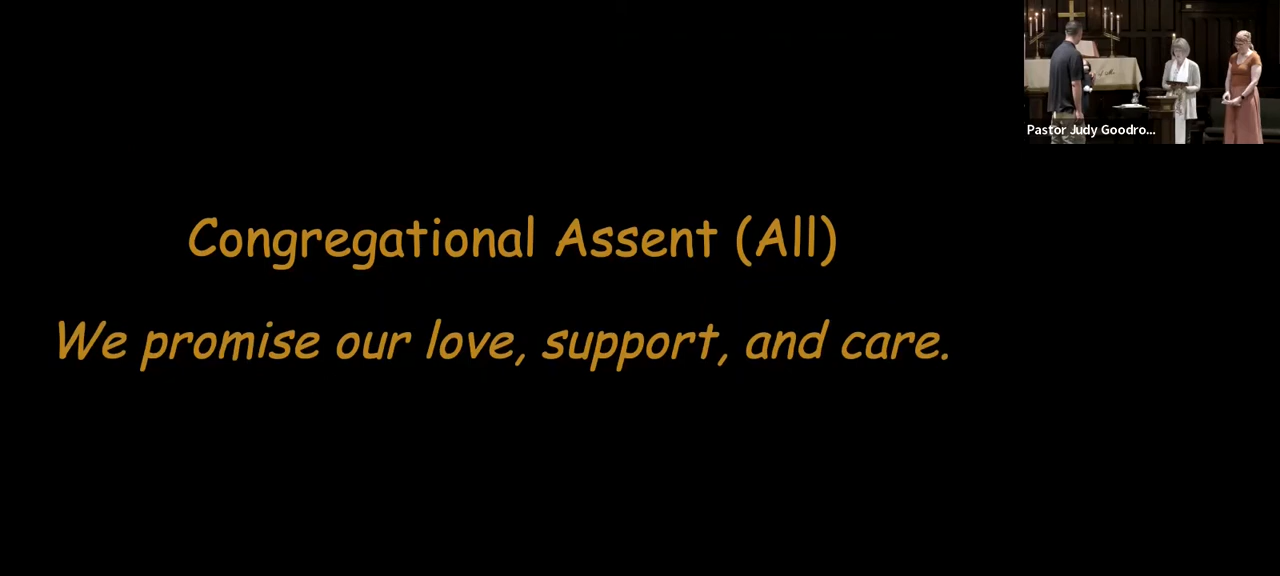 Pastor Judy Goodro...
Congregational Assent (All)
We promise our love, support, and care.